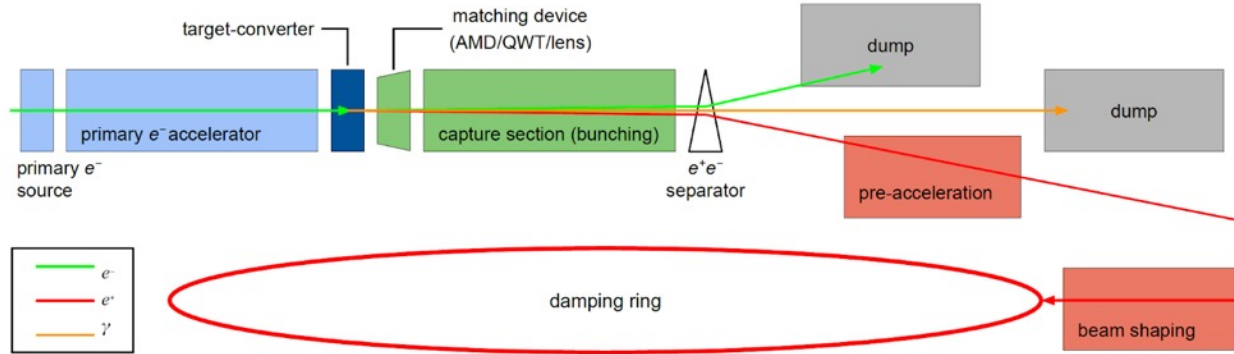 target-converter
matching device
(AMD/QWT/lens)
dump
primary e⁻ accelerator
capture section (bunching)
dump
primary e⁻
source
e⁺e⁻
separator
pre-acceleration
e⁻
e⁺
γ
damping ring
beam shaping